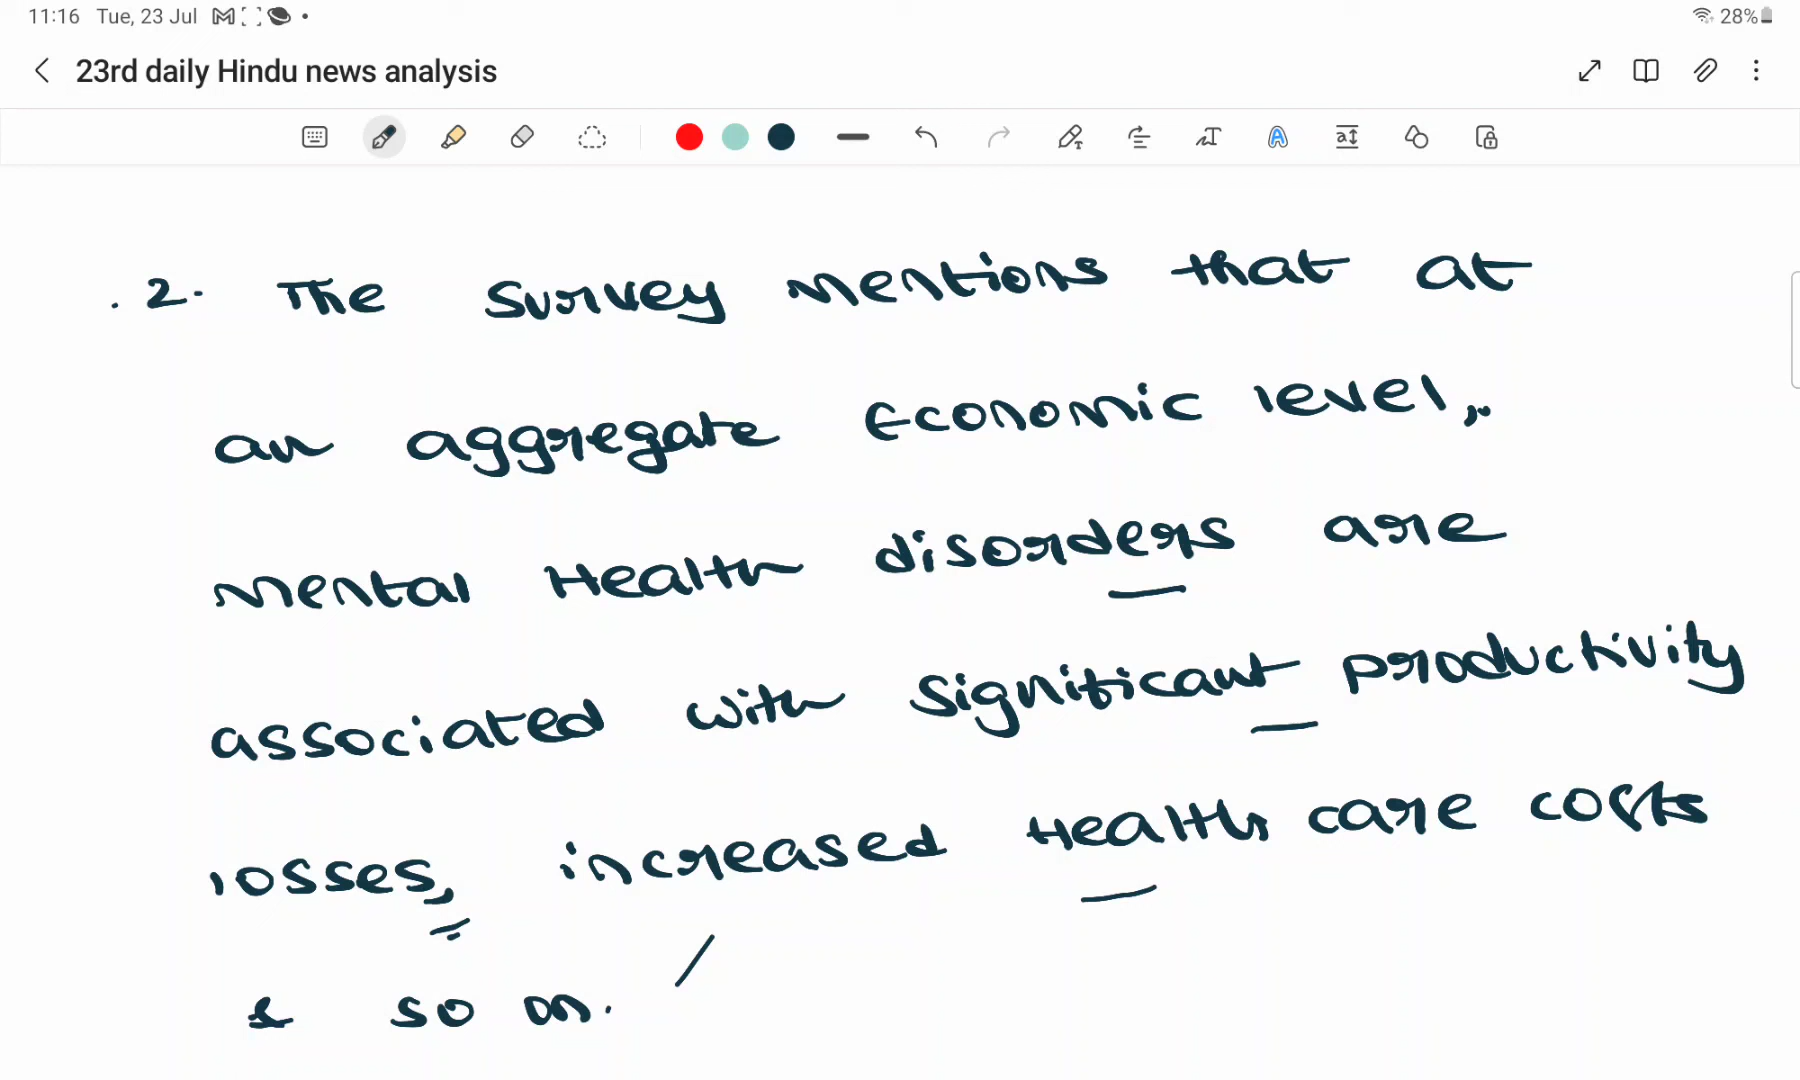 11:16 Tue, 23 Jul
28%
23rd daily Hindu news analysis
.2. The survey mentions that at
an aggregate Economic level,
mental Health disorders are
associated with significant productivity
losses, increased Health care costs
& so on.